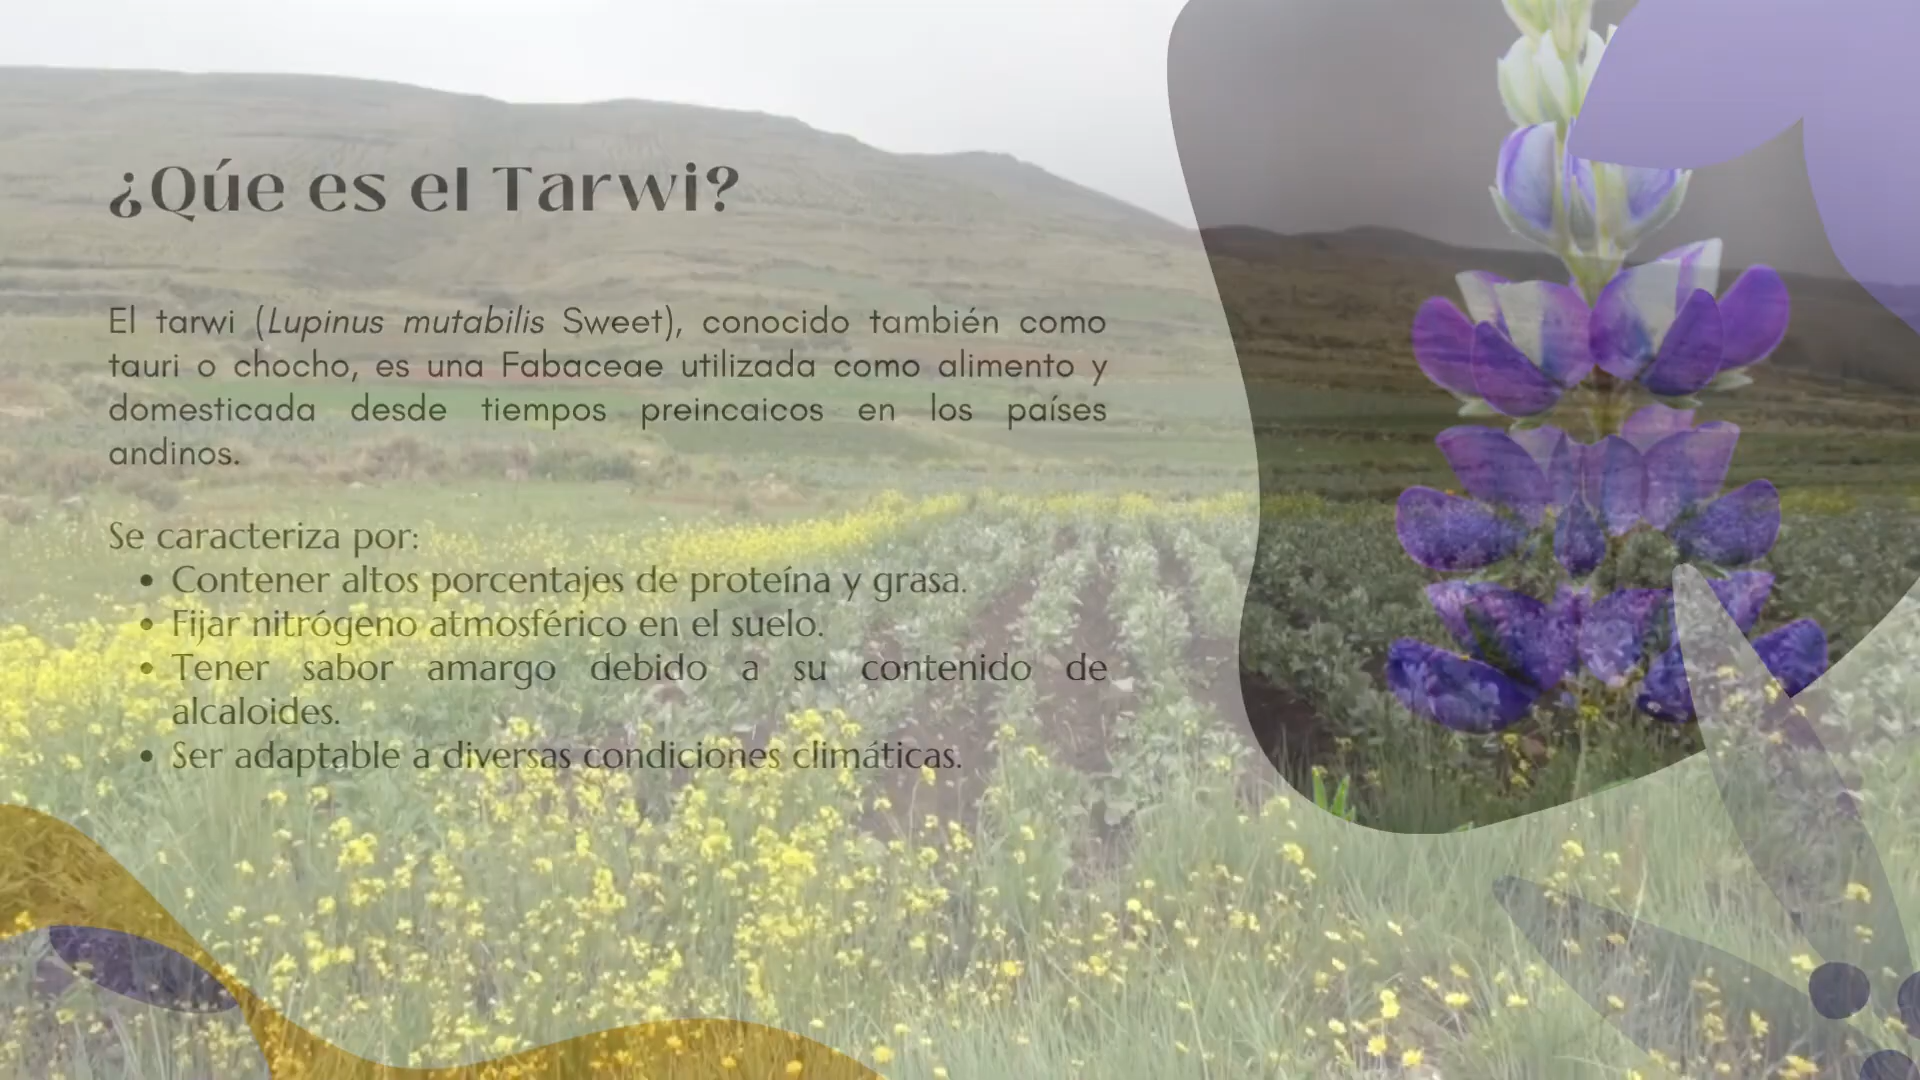 ¿Qúe es el Tarwi?
El tarwi (Lupinus mutabilis Sweet), conocido también como
tauri o chocho, es una Fabaceae utilizada como alimento y
domesticada desde tiempos preincaicos en los países
andinos.
Se caracteriza por:
• Contener altos porcentajes de proteína y grasa.
• Fijar nitrógeno atmosférico en el suelo.
• Tener sabor amargo debido a su contenido de
alcaloides.
• Ser adaptable a diversas condiciones climáticas.